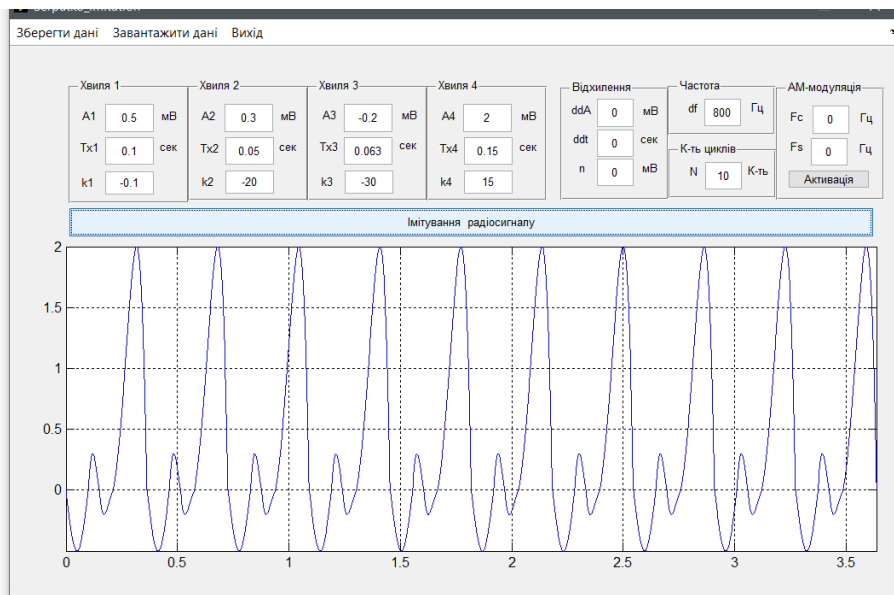 Зберегти дані Завантажити дані Вихід
Хвиля 1 Хвиля 2 Хвиля 3 Хвиля 4 Відхилення Частота АМ-модуляція
A1 0.5 мВ A2 0.3 мВ A3 -0.2 мВ A4 2 мВ ddA 0 мВ df 800 Гц Fc 0 Гц
Tx1 0.1 сек Tx2 0.05 сек Tx3 0.063 сек Tx4 0.15 сек ddt 0 сек К-ть циклів Fs 0 Гц
k1 -0.1 k2 -20 k3 -30 k4 15 n 0 мВ N 10 К-ть Активація
Імітування радіосигналу
2
1.5
1
0.5
0
0 0.5 1 1.5 2 2.5 3 3.5